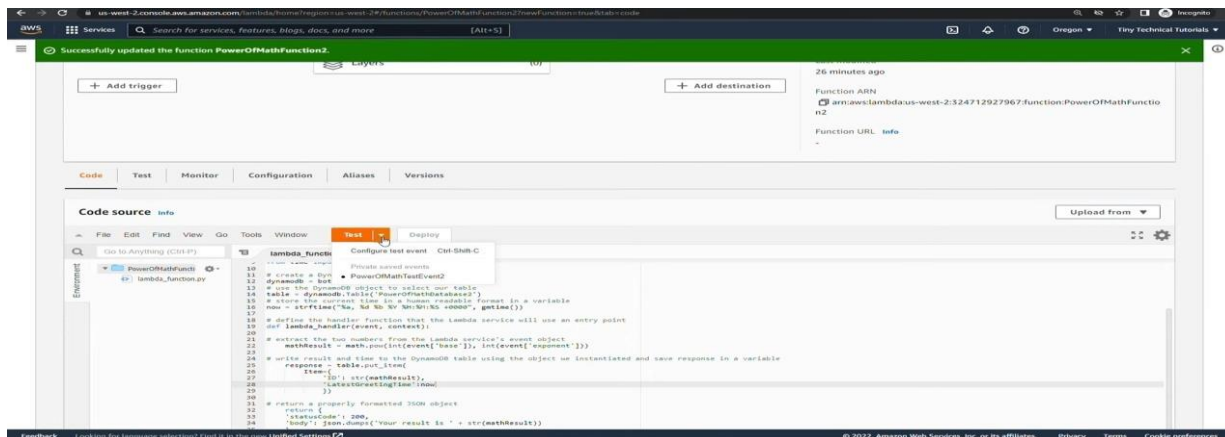 us-west-2.console.aws.amazon.com/lambda/home?region=us-west-2#/functions/PowerOfMathFunction2?newFunction=true&tab=code
Incognito
aws
Services
Search for services, features, blogs, docs, and more
[Alt+S]
Oregon
Tiny Technical Tutorials
Successfully updated the function PowerOfMathFunction2.
Layers
(0)
26 minutes ago
+ Add trigger
+ Add destination
Function ARN
arn:aws:lambda:us-west-2:324712927967:function:PowerOfMathFunctio
n2
Function URL Info
-
Code
Test
Monitor
Configuration
Aliases
Versions
Code source Info
Upload from
File Edit Find View Go Tools Window
Test
Deploy
Go to Anything (Ctrl-P)
lambda_functi
Configure test event Ctrl-Shift-C
Private saved events
PowerOfMathTestEvent2
Environment
PowerOfMathFuncti
lambda_function.py
10
11 # create a Dyn
12 dynamodb = bot
13 # use the DynamoDB object to select our table
14 table = dynamodb.Table('PowerOfMathDatabase2')
15 # store the current time in a human readable format in a variable
16 now = strftime("%a, %d %b %Y %H:%M:%S +0000", gmtime())
17
18 # define the handler function that the Lambda service will use an entry point
19 def lambda_handler(event, context):
20
21 # extract the two numbers from the Lambda service's event object
22 mathResult = math.pow(int(event['base']), int(event['exponent']))
23
24 # write result and time to the DynamoDB table using the object we instantiated and save response in a variable
25 response = table.put_item(
26 Item={
27 'ID': str(mathResult),
28 'LatestGreetingTime':now
29 })
30
31 # return a properly formatted JSON object
32 return {
33 'statusCode': 200,
34 'body': json.dumps('Your result is ' + str(mathResult))
Feedback
Looking for language selection? Find it in the new Unified Settings
© 2022, Amazon Web Services, Inc. or its affiliates.
Privacy
Terms
Cookie preferences